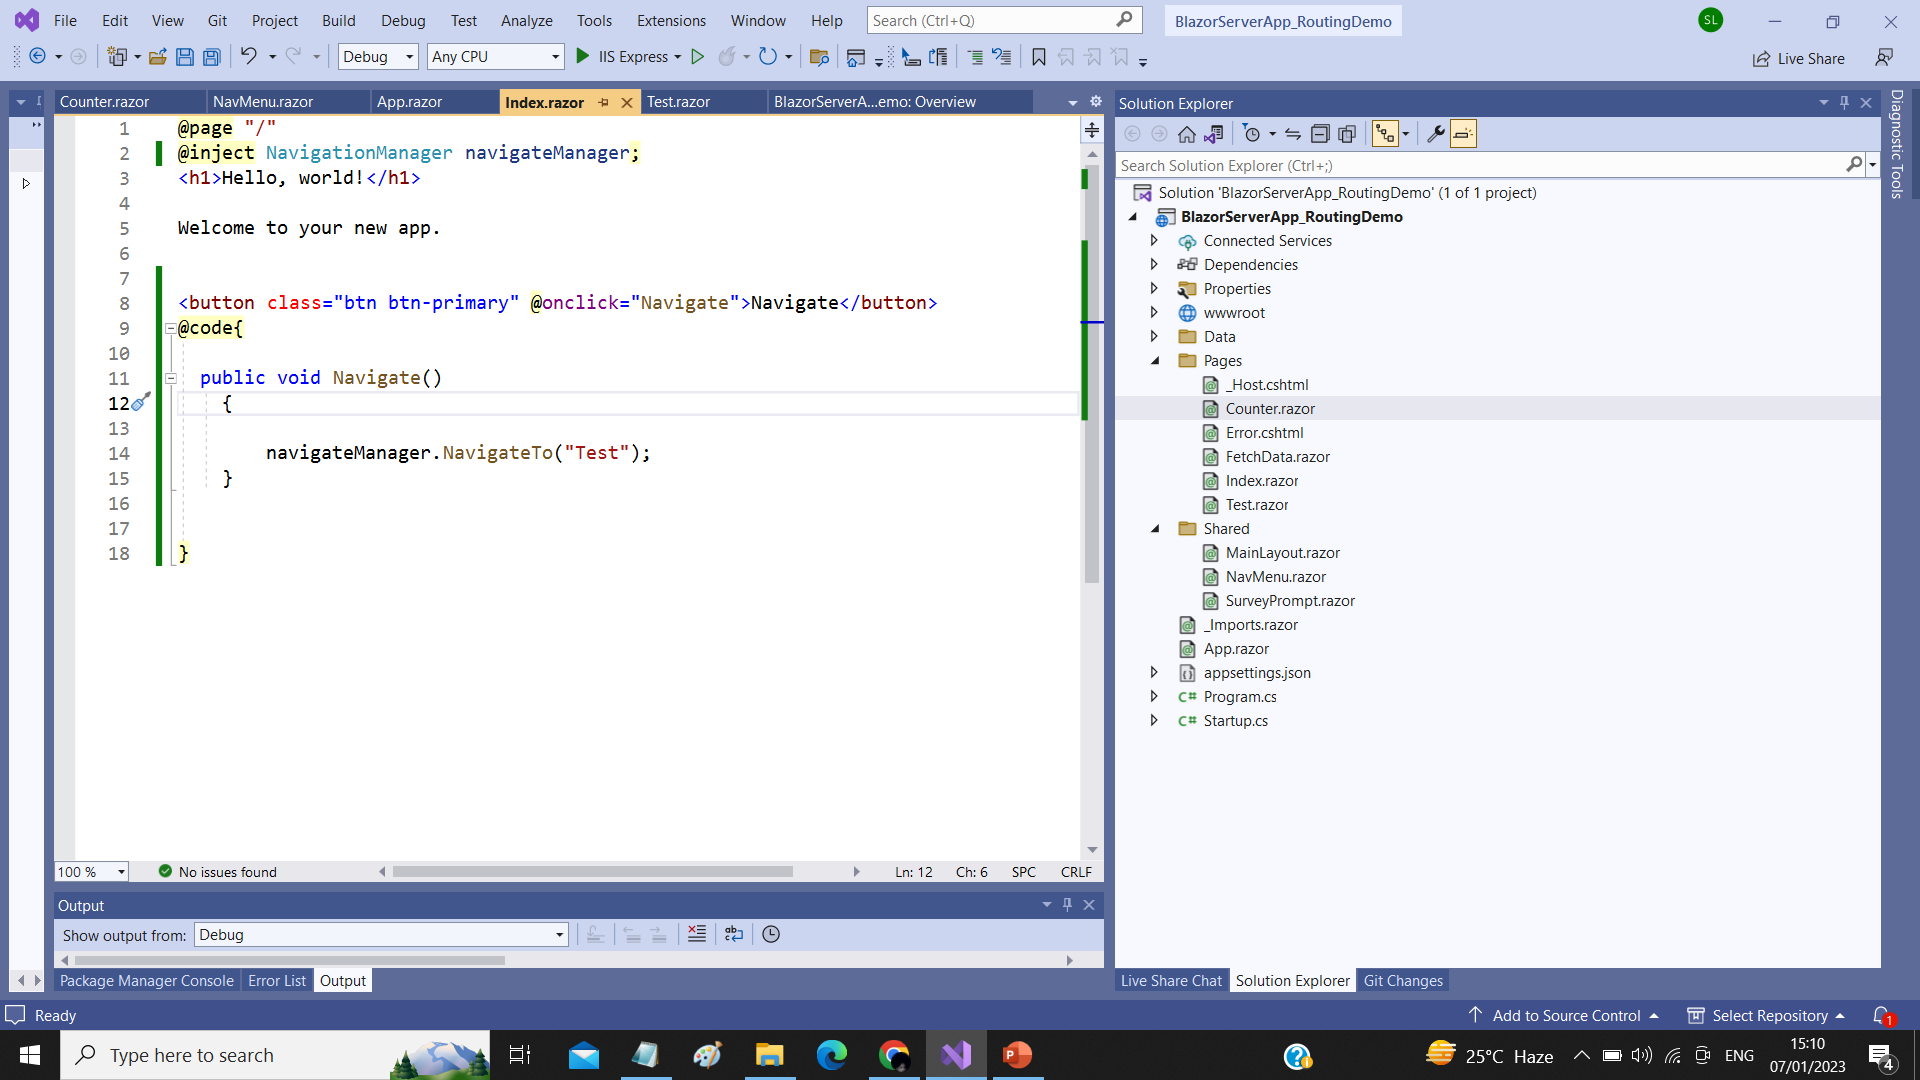 File Edit View Git Project Build Debug Test Analyze Tools Extensions Window Help Search (Ctrl+Q) BlazorServerApp_RoutingDemo SL
Debug Any CPU IIS Express Live Share
Counter.razor NavMenu.razor App.razor Index.razor Test.razor BlazorServerA...emo: Overview
1 @page "/"
2 @inject NavigationManager navigateManager;
3 <h1>Hello, world!</h1>
4
5 Welcome to your new app.
6
7
8 <button class="btn btn-primary" @onclick="Navigate">Navigate</button>
9 @code{
10
11 public void Navigate()
12 {
13
14 navigateManager.NavigateTo("Test");
15 }
16
17
18 }
100 % No issues found Ln: 12 Ch: 6 SPC CRLF
Output
Show output from: Debug
Package Manager Console Error List Output
Solution Explorer
Search Solution Explorer (Ctrl+;)
Solution 'BlazorServerApp_RoutingDemo' (1 of 1 project)
BlazorServerApp_RoutingDemo
Connected Services
Dependencies
Properties
wwwroot
Data
Pages
_Host.cshtml
Counter.razor
Error.cshtml
FetchData.razor
Index.razor
Test.razor
Shared
MainLayout.razor
NavMenu.razor
SurveyPrompt.razor
_Imports.razor
App.razor
appsettings.json
C# Program.cs
C# Startup.cs
Live Share Chat Solution Explorer Git Changes
Diagnostic Tools
Ready Add to Source Control Select Repository 1
Type here to search 25°C Haze ENG 15:10
07/01/2023 4